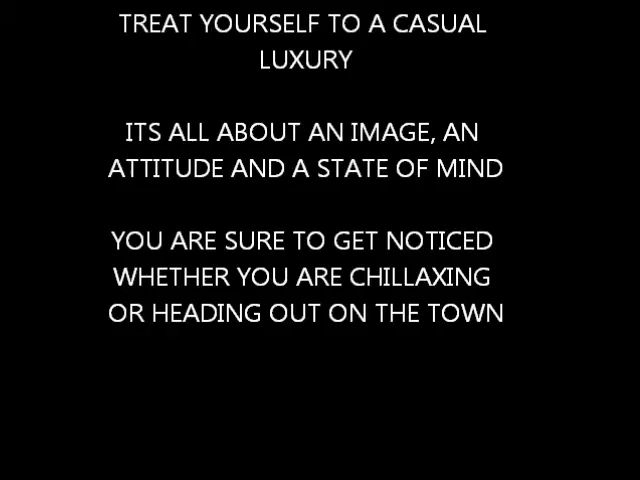 TREAT YOURSELF TO A CASUAL
LUXURY
ITS ALL ABOUT AN IMAGE, AN
ATTITUDE AND A STATE OF MIND
YOU ARE SURE TO GET NOTICED
WHETHER YOU ARE CHILLAXING
OR HEADING OUT ON THE TOWN